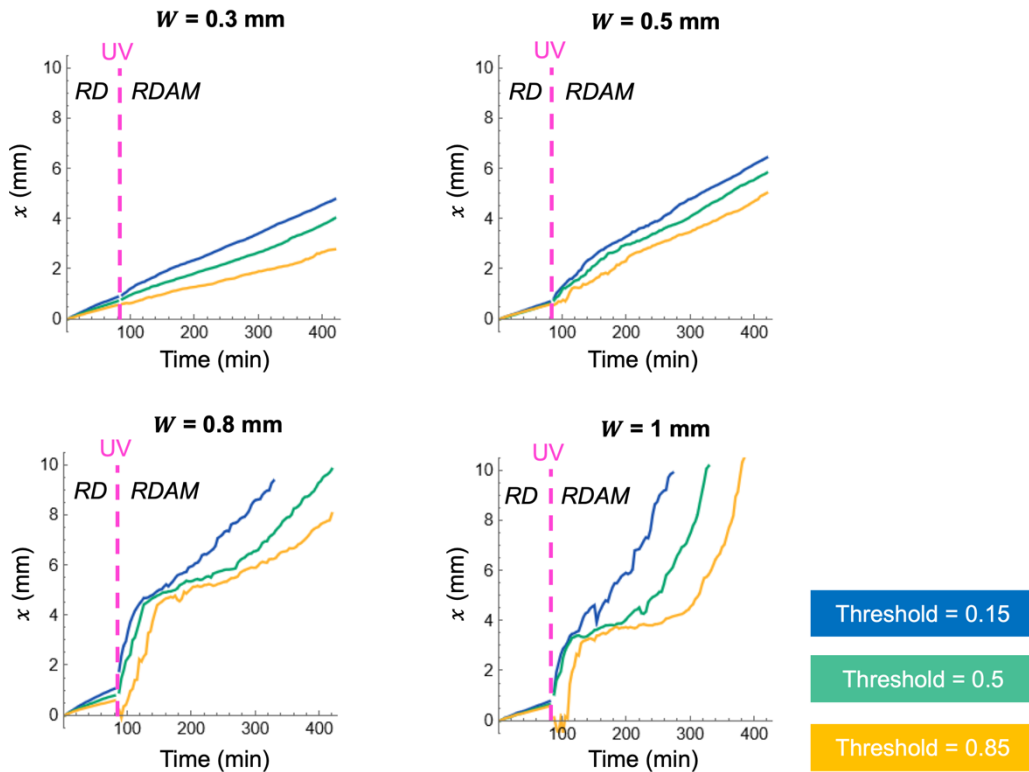 W = 0.3 mm
UV
RD RDAM
10
8
6
4
2
0
x (mm)
100 200 300 400
Time (min)
W = 0.5 mm
UV
RD RDAM
10
8
6
4
2
0
x (mm)
100 200 300 400
Time (min)
W = 0.8 mm
UV
RD RDAM
10
8
6
4
2
0
x (mm)
100 200 300 400
Time (min)
W = 1 mm
UV
RD RDAM
10
8
6
4
2
0
x (mm)
100 200 300 400
Time (min)
Threshold = 0.15
Threshold = 0.5
Threshold = 0.85